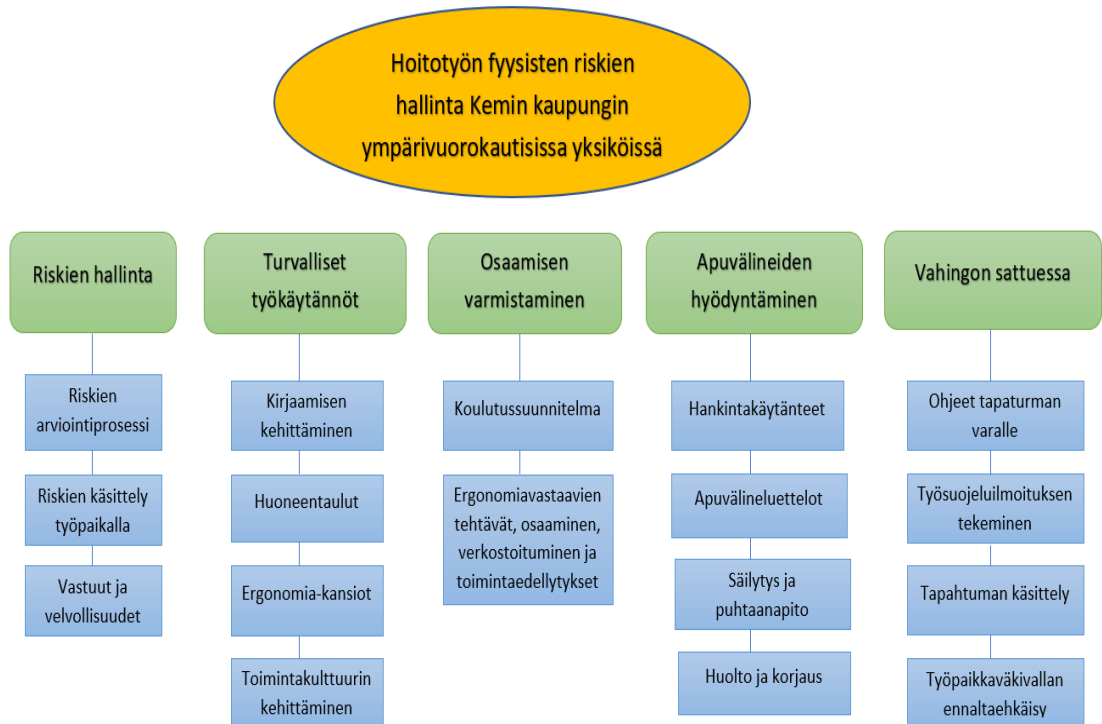 Hoitotyön fyysisten riskien
hallinta Kemin kaupungin
ympärivuorokautisissa yksiköissä
Riskien hallinta
Riskien
arviointiprosessi
Riskien käsittely
työpaikalla
Vastuut ja
velvollisuudet
Turvalliset
työkäytännöt
Kirjaamisen
kehittäminen
Huoneentaulut
Ergonomia-kansiot
Toimintakulttuurin
kehittäminen
Osaamisen
varmistaminen
Koulutussuunnitelma
Ergonomiavastaavien
tehtävät, osaaminen,
verkostoituminen ja
toimintaedellytykset
Apuvälineiden
hyödyntäminen
Hankintakäytänteet
Apuvälineluettelot
Säilytys ja
puhtaanapito
Huolto ja korjaus
Vahingon sattuessa
Ohjeet tapaturman
varalle
Työsuojeluilmoituksen
tekeminen
Tapahtuman käsittely
Työpaikkaväkivallan
ennaltaehkäisy